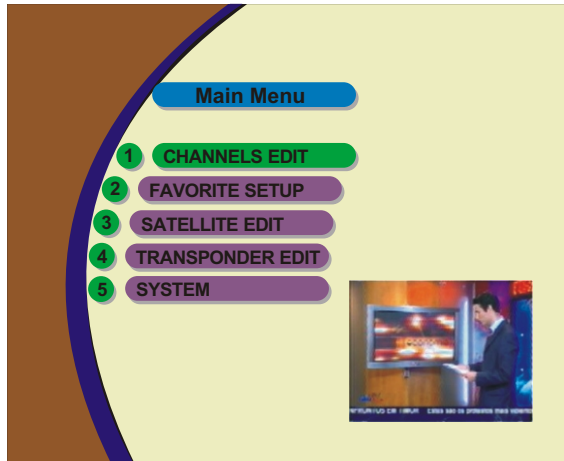 Main Menu
1 CHANNELS EDIT
2 FAVORITE SETUP
3 SATELLITE EDIT
4 TRANSPONDER EDIT
5 SYSTEM